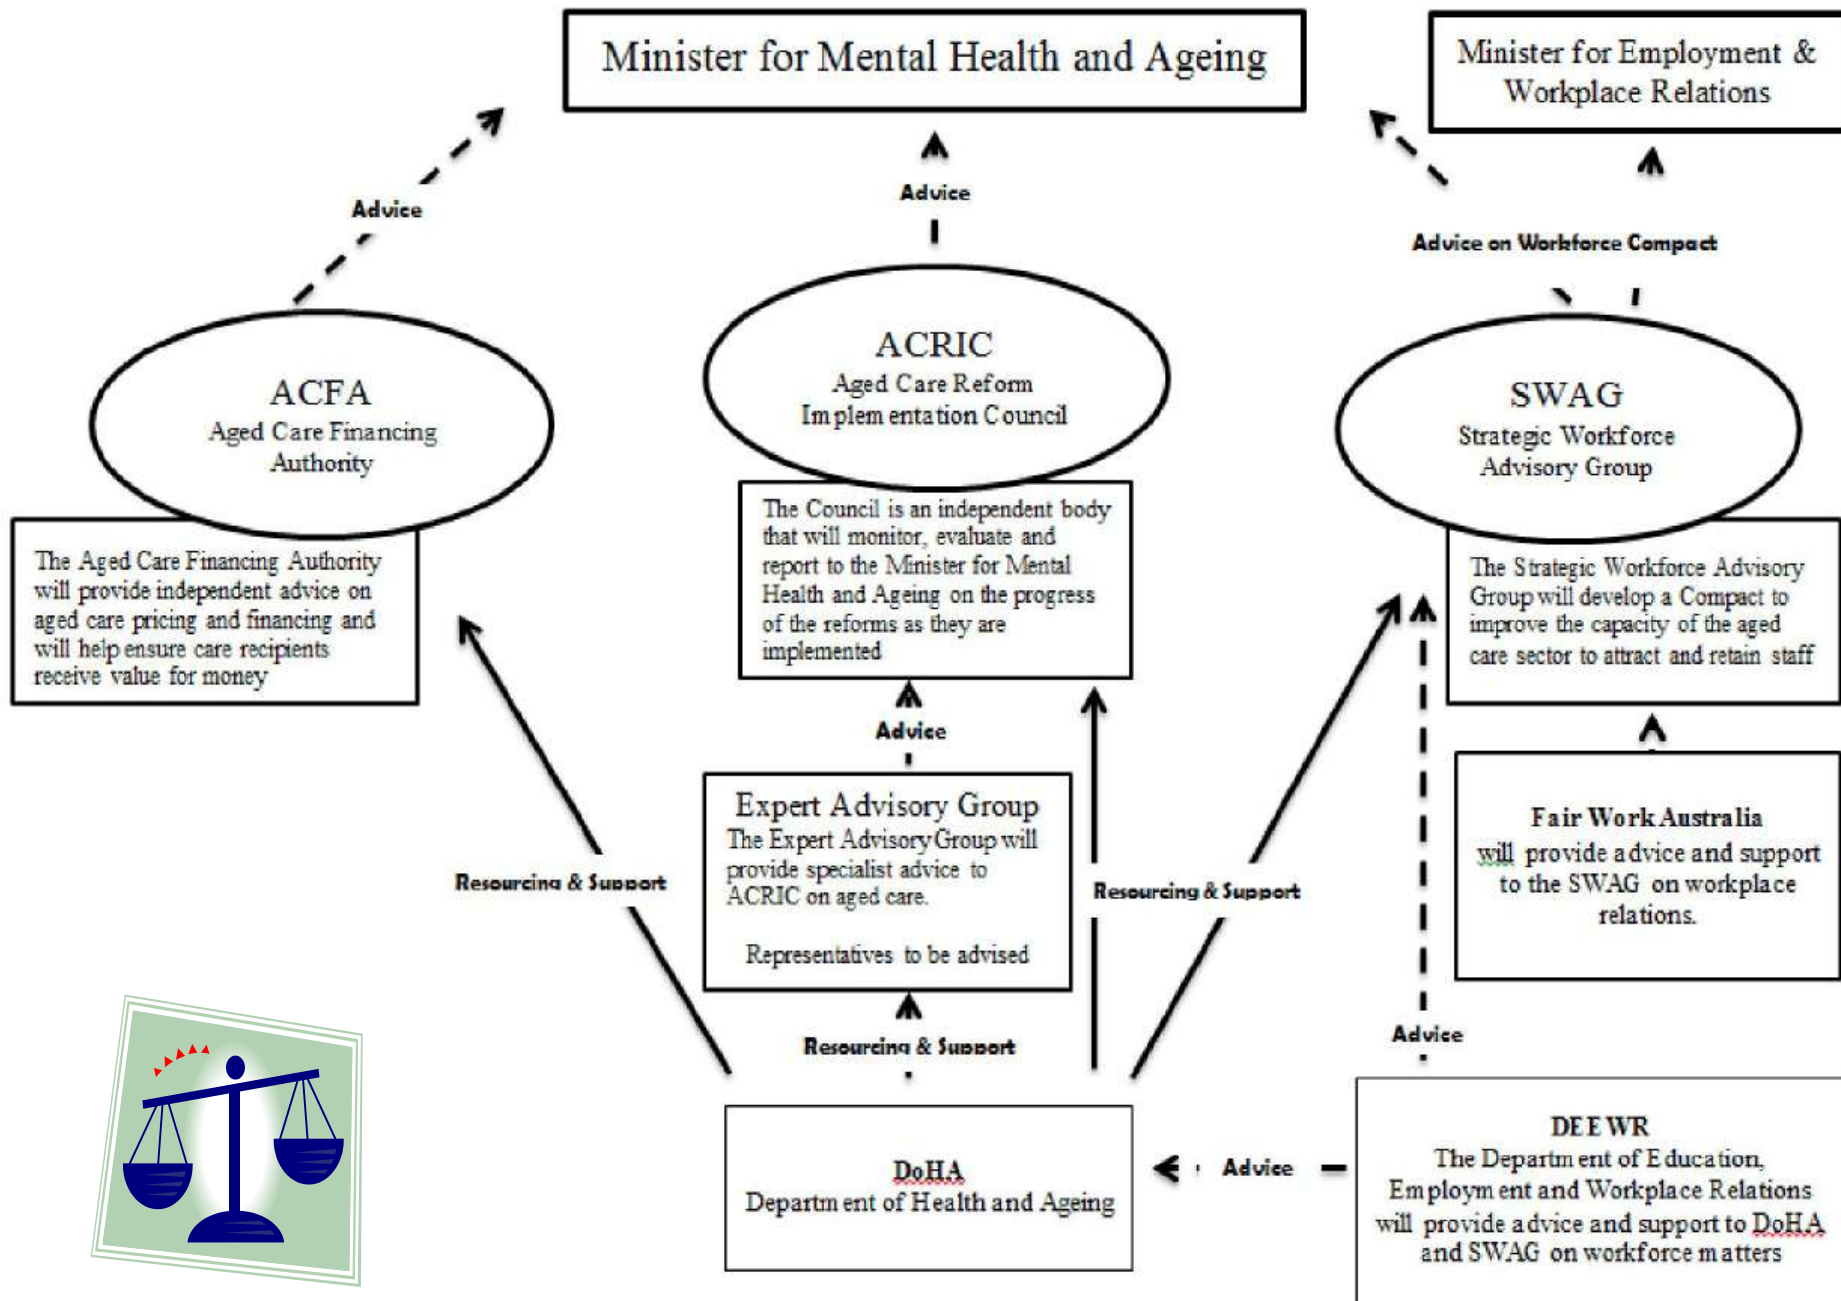 Minister for Mental Health and Ageing
Minister for Employment &
Workplace Relations
Advice
Advice
Advice on Workforce Compact
ACFA
Aged Care Financing
Authority
The Aged Care Financing Authority
will provide independent advice on
aged care pricing and financing and
will help ensure care recipients
receive value for money
ACRIC
Aged Care Reform
Implementation Council
The Council is an independent body
that will monitor, evaluate and
report to the Minister for Mental
Health and Ageing on the progress
of the reforms as they are
implemented
SWAG
Strategic Workforce
Advisory Group
The Strategic Workforce Advisory
Group will develop a Compact to
improve the capacity of the aged
care sector to attract and retain staff
Advice
Expert Advisory Group
The Expert Advisory Group will
provide specialist advice to
ACRIC on aged care.
Representatives to be advised
Fair Work Australia
will provide advice and support
to the SWAG on workplace
relations.
Resourcing & Support
Resourcing & Support
Resourcing & Support
Advice
DoHA
Department of Health and Ageing
Advice
DEEWR
The Department of Education,
Employment and Workplace Relations
will provide advice and support to DoHA
and SWAG on workforce matters